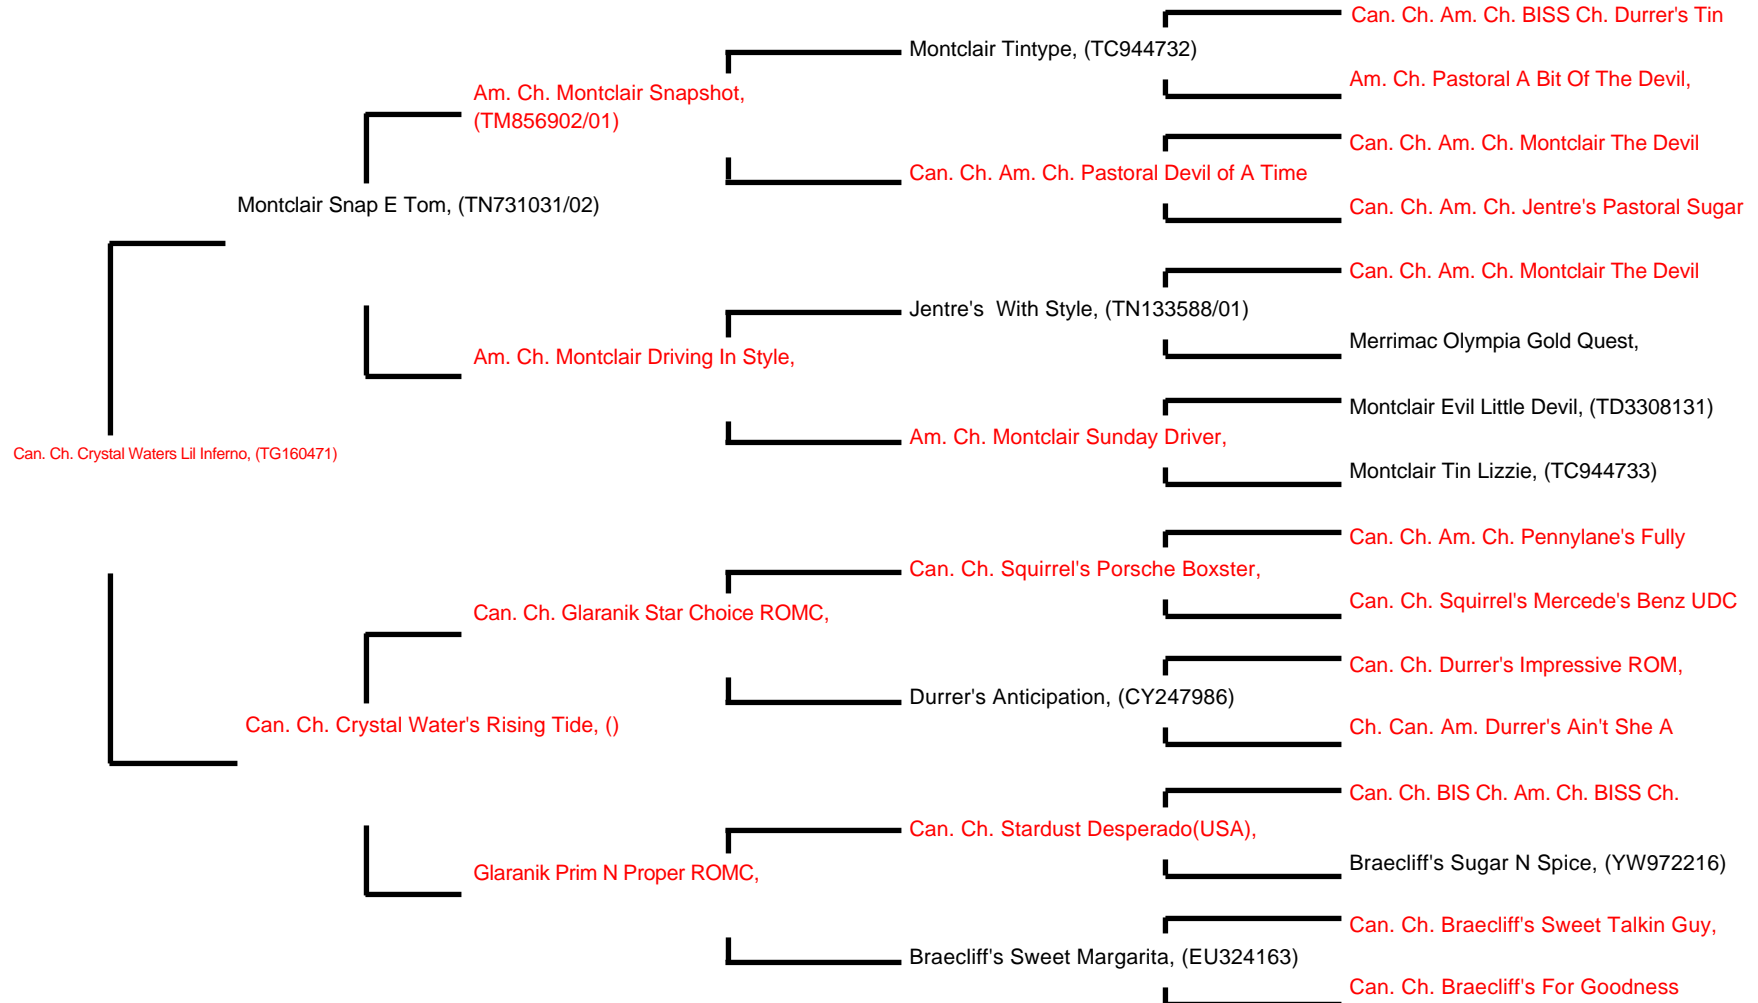 Can. Ch. Am. Ch. BISS Ch. Durrer's Tin
Montclair Tintype, (TC944732)
Am. Ch. Pastoral A Bit Of The Devil,
Am. Ch. Montclair Snapshot,
(TM856902/01)
Can. Ch. Am. Ch. Montclair The Devil
Can. Ch. Am. Ch. Pastoral Devil of A Time
Montclair Snap E Tom, (TN731031/02)
Can. Ch. Am. Ch. Jentre's Pastoral Sugar
Can. Ch. Am. Ch. Montclair The Devil
Jentre's  With Style, (TN133588/01)
Merrimac Olympia Gold Quest,
Am. Ch. Montclair Driving In Style,
Montclair Evil Little Devil, (TD3308131)
Am. Ch. Montclair Sunday Driver,
Can. Ch. Crystal Waters Lil Inferno, (TG160471)
Montclair Tin Lizzie, (TC944733)
Can. Ch. Am. Ch. Pennylane's Fully
Can. Ch. Squirrel's Porsche Boxster,
Can. Ch. Squirrel's Mercede's Benz UDC
Can. Ch. Glaranik Star Choice ROMC,
Can. Ch. Durrer's Impressive ROM,
Durrer's Anticipation, (CY247986)
Can. Ch. Crystal Water's Rising Tide, ()
Ch. Can. Am. Durrer's Ain't She A
Can. Ch. BIS Ch. Am. Ch. BISS Ch.
Can. Ch. Stardust Desperado(USA),
Braecliff's Sugar N Spice, (YW972216)
Glaranik Prim N Proper ROMC,
Can. Ch. Braecliff's Sweet Talkin Guy,
Braecliff's Sweet Margarita, (EU324163)
Can. Ch. Braecliff's For Goodness